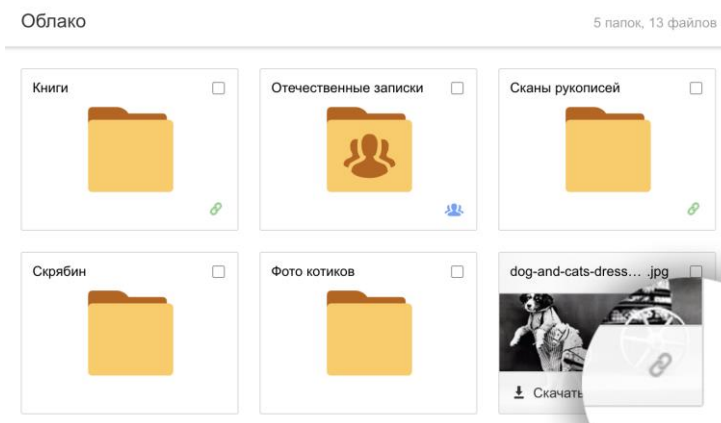 Облако
5 папок, 13 файлов
Книги
Отечественные записки
Сканы рукописей
Скрябин
Фото котиков
dog-and-cats-dress... .jpg
Скачать